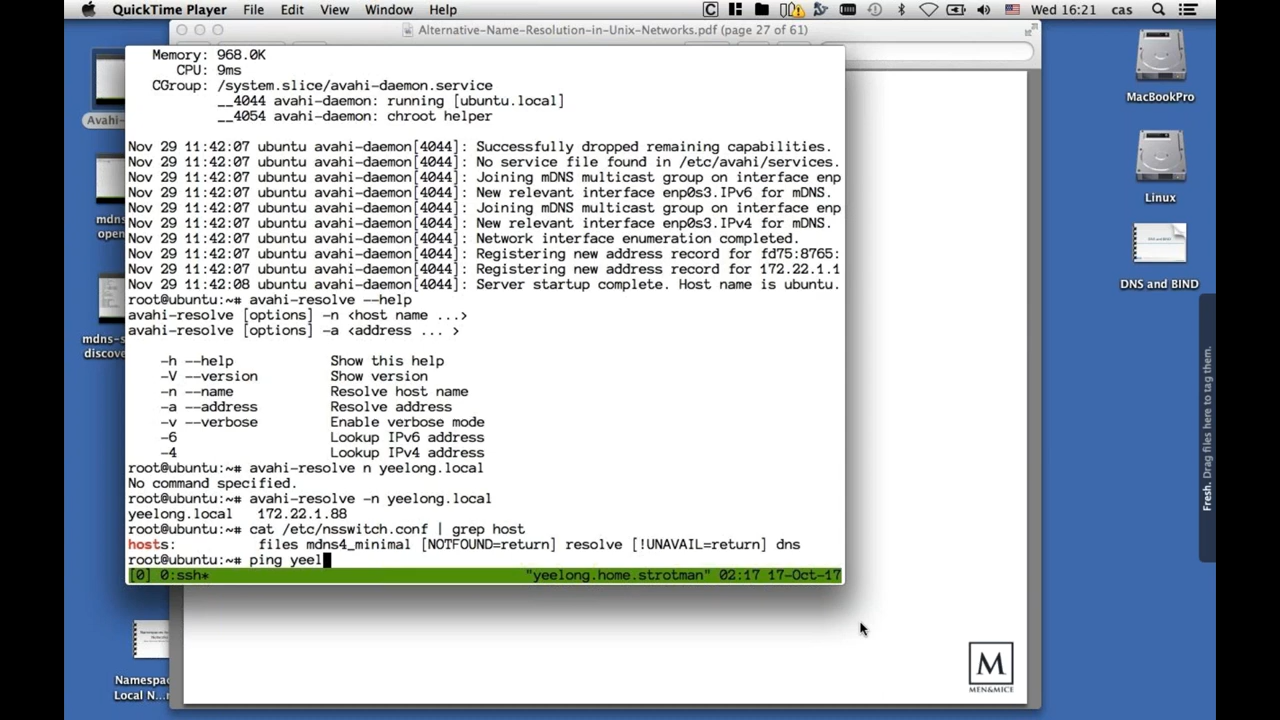 QuickTime Player File Edit View Window Help Wed 16:21 cas
Alternative-Name-Resolution-in-Unix-Networks.pdf (page 27 of 61)
Memory: 968.0K
CPU: 9ms
CGroup: /system.slice/avahi-daemon.service
__4044 avahi-daemon: running [ubuntu.local]
__4054 avahi-daemon: chroot helper
Nov 29 11:42:07 ubuntu avahi-daemon[4044]: Successfully dropped remaining capabilities.
Nov 29 11:42:07 ubuntu avahi-daemon[4044]: No service file found in /etc/avahi/services.
Nov 29 11:42:07 ubuntu avahi-daemon[4044]: Joining mDNS multicast group on interface enp
Nov 29 11:42:07 ubuntu avahi-daemon[4044]: New relevant interface enp0s3.IPv6 for mDNS.
Nov 29 11:42:07 ubuntu avahi-daemon[4044]: Joining mDNS multicast group on interface enp
Nov 29 11:42:07 ubuntu avahi-daemon[4044]: New relevant interface enp0s3.IPv4 for mDNS.
Nov 29 11:42:07 ubuntu avahi-daemon[4044]: Network interface enumeration completed.
Nov 29 11:42:07 ubuntu avahi-daemon[4044]: Registering new address record for fd75:8765:
Nov 29 11:42:07 ubuntu avahi-daemon[4044]: Registering new address record for 172.22.1.1
Nov 29 11:42:08 ubuntu avahi-daemon[4044]: Server startup complete. Host name is ubuntu.
root@ubuntu:~# avahi-resolve --help
avahi-resolve [options] -n <host name ...>
avahi-resolve [options] -a <address ... >
-h --help Show this help
-V --version Show version
-n --name Resolve host name
-a --address Resolve address
-v --verbose Enable verbose mode
-6 Lookup IPv6 address
-4 Lookup IPv4 address
root@ubuntu:~# avahi-resolve n yeelong.local
No command specified.
root@ubuntu:~# avahi-resolve -n yeelong.local
yeelong.local 172.22.1.88
root@ubuntu:~# cat /etc/nsswitch.conf | grep host
hosts: files mdns4_minimal [NOTFOUND=return] resolve [!UNAVAIL=return] dns
root@ubuntu:~# ping yeel
[0] 0:ssh* "yeelong.home.strotman" 02:17 17-Oct-17
Avahi-
mdns
open
mdns-s
discove
Namespa
Local N...r
MacBookPro
Linux
DNS and BIND
Fresh. Drag files here to tag them.
M
MEN&MICE